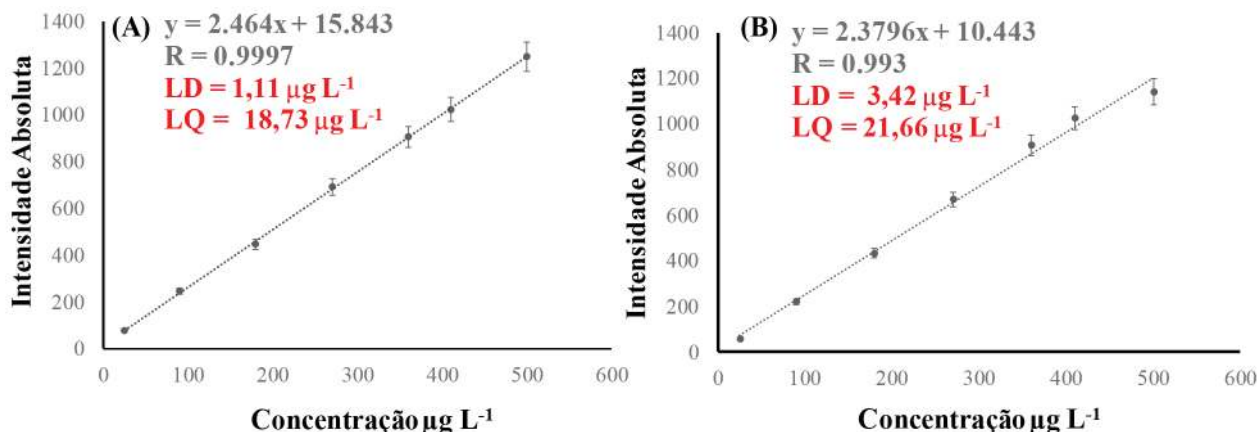 (A) y = 2.464x + 15.843
R = 0.9997
LD = 1,11 µg L⁻¹
LQ = 18,73 µg L⁻¹
Intensidade Absoluta
1400
1200
1000
800
600
400
200
0
0 100 200 300 400 500 600
Concentração µg L⁻¹
(B) y = 2.3796x + 10.443
R = 0.993
LD = 3,42 µg L⁻¹
LQ = 21,66 µg L⁻¹
Intensidade Absoluta
1400
1200
1000
800
600
400
200
0
0 100 200 300 400 500 600
Concentração µg L⁻¹